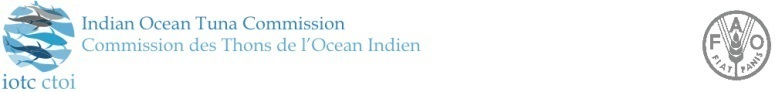 Indian Ocean Tuna Commission
Commission des Thons de l'Ocean Indien
iotc ctoi
F A O
FIAT PANIS